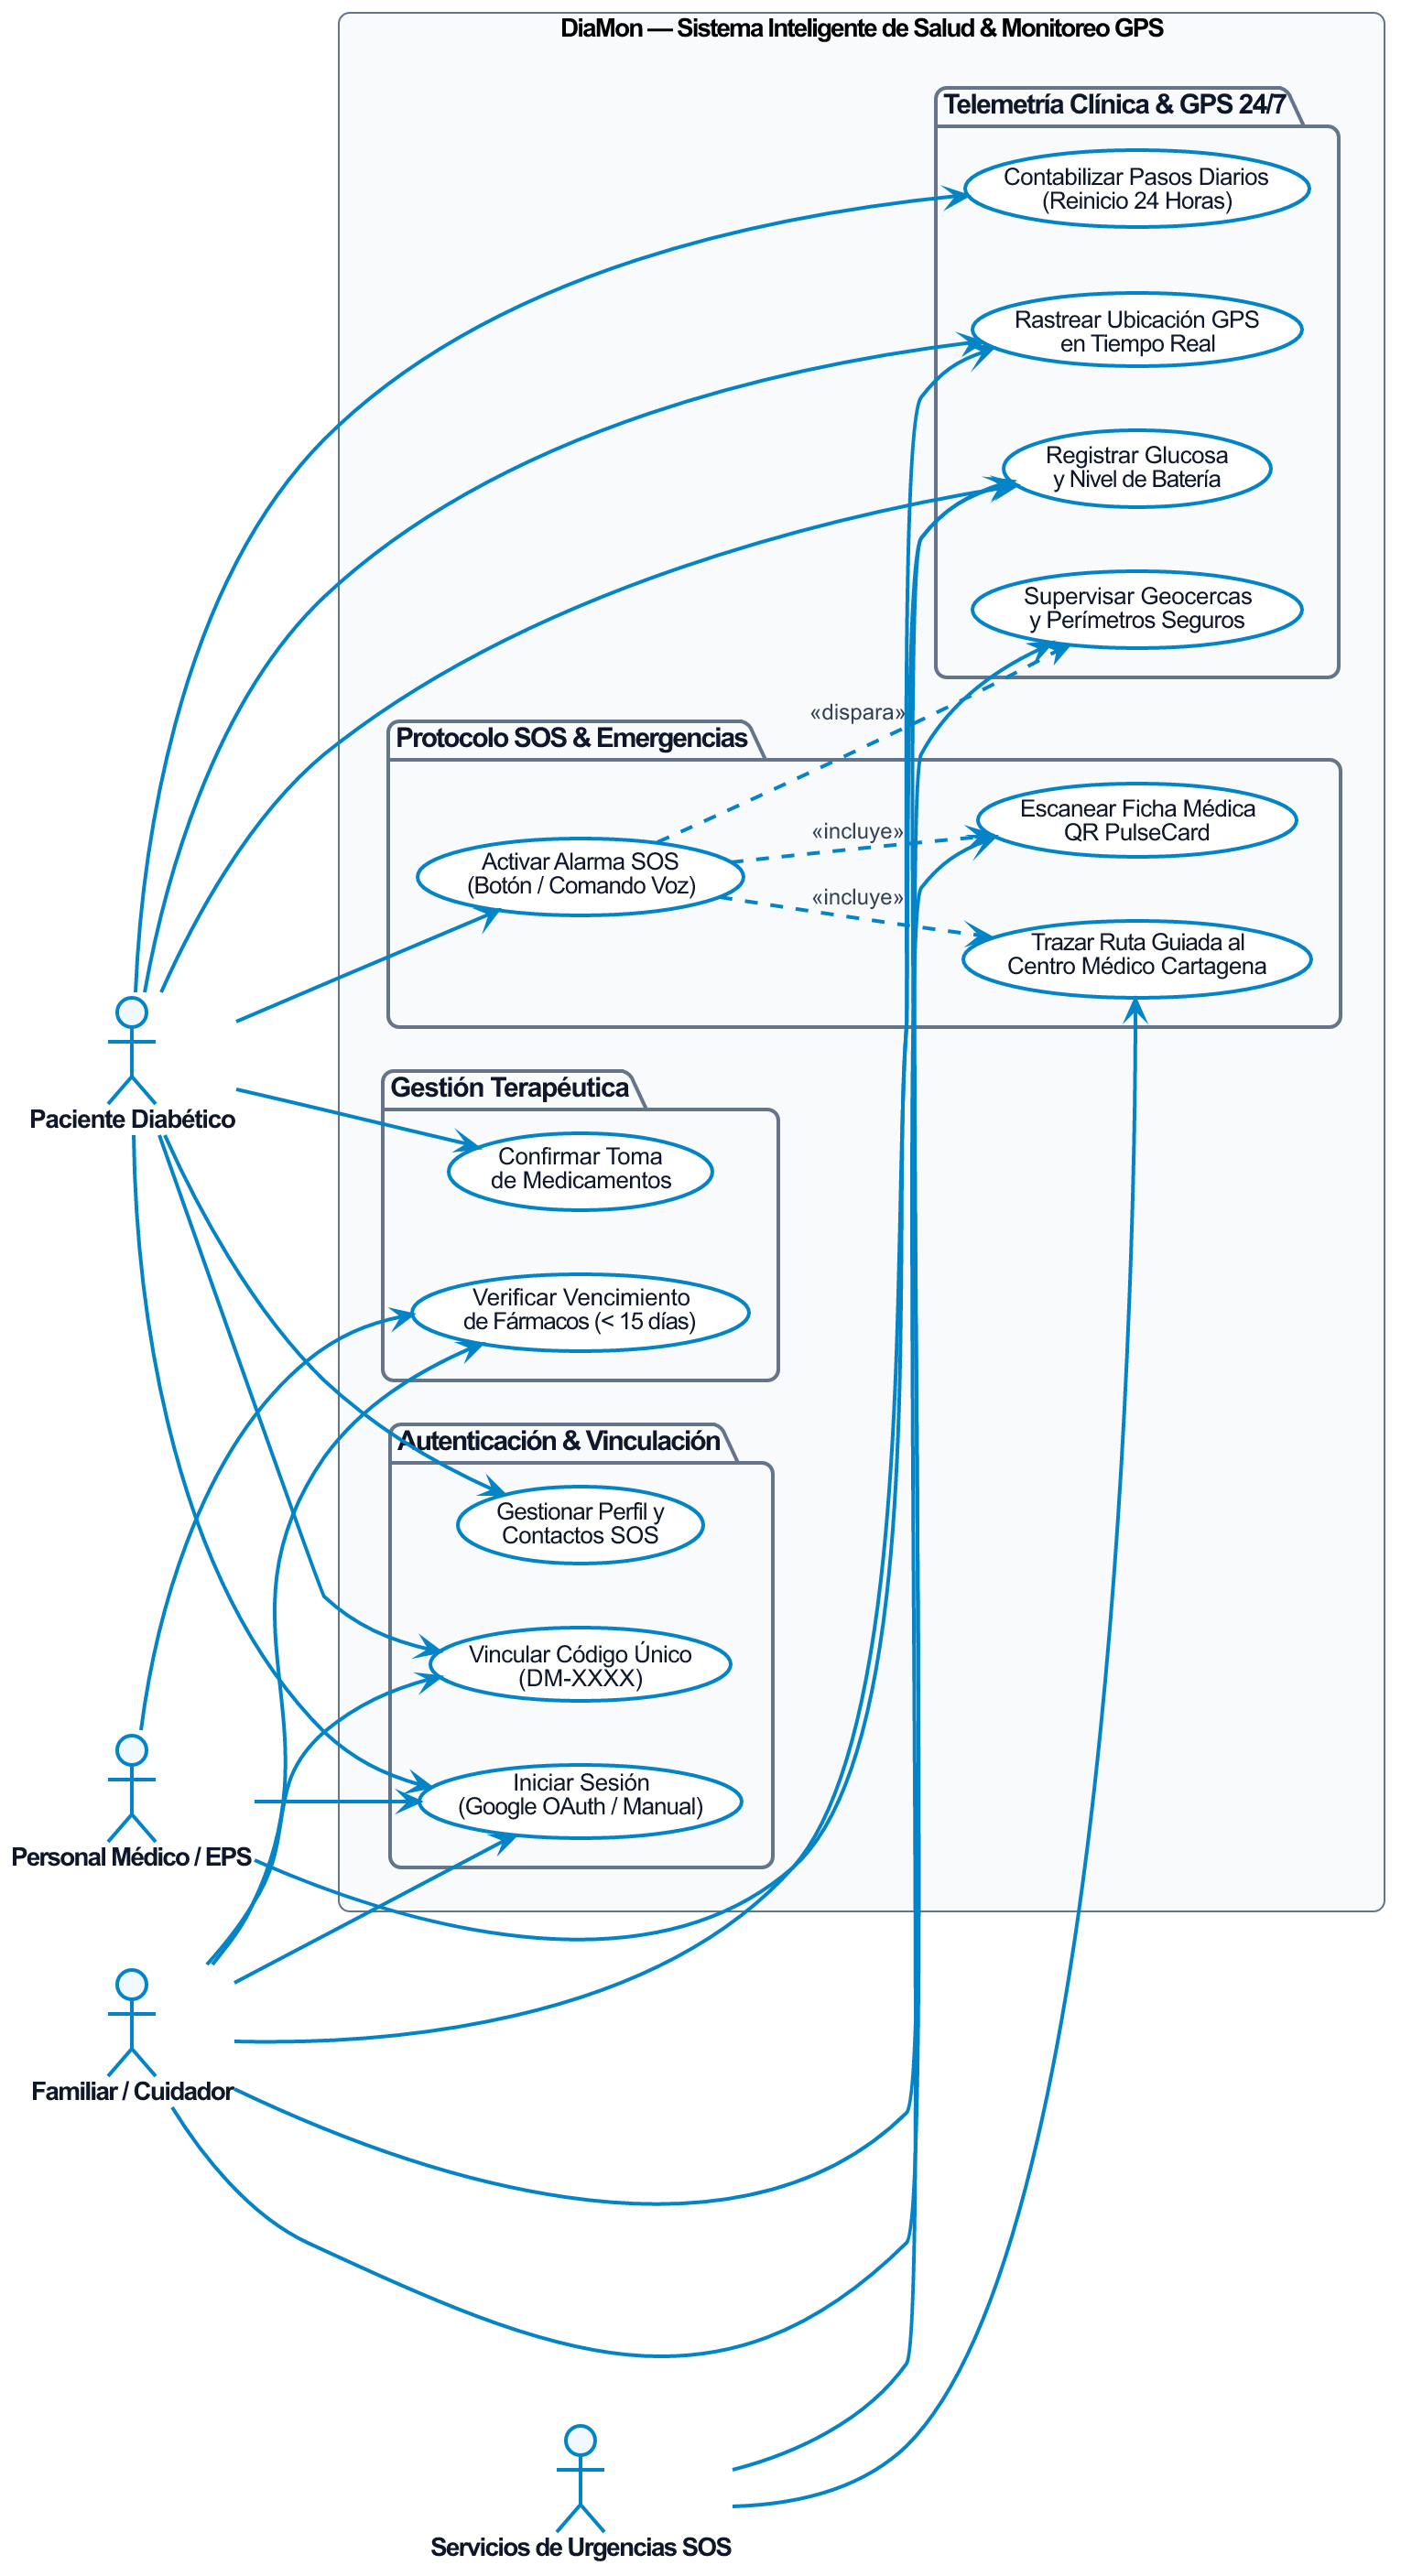 DiaMon — Sistema Inteligente de Salud & Monitoreo GPS
Telemetría Clínica & GPS 24/7
Contabilizar Pasos Diarios
(Reinicio 24 Horas)
Rastrear Ubicación GPS
en Tiempo Real
Registrar Glucosa
y Nivel de Batería
Supervisar Geocercas
y Perímetros Seguros
«dispara»
Protocolo SOS & Emergencias
Escanear Ficha Médica
QR PulseCard
«incluye»
Activar Alarma SOS
(Botón / Comando Voz)
«incluye»
Trazar Ruta Guiada al
Centro Médico Cartagena
Gestión Terapéutica
Paciente Diabético
Confirmar Toma
de Medicamentos
Verificar Vencimiento
de Fármacos (< 15 días)
Autenticación & Vinculación
Gestionar Perfil y
Contactos SOS
Vincular Código Único
(DM-XXXX)
Iniciar Sesión
(Google OAuth / Manual)
Personal Médico / EPS
Familiar / Cuidador
Servicios de Urgencias SOS